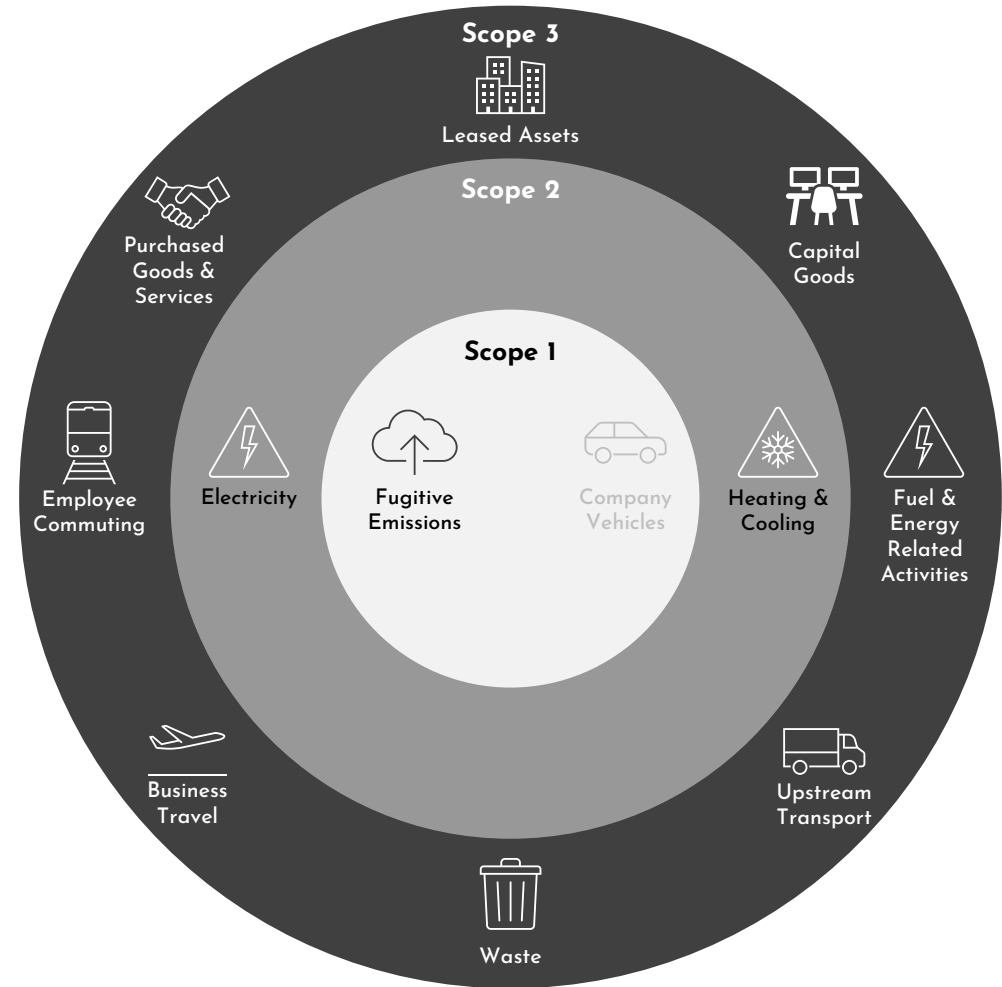 Scope 3
Leased Assets
Scope 2
Purchased
Goods &
Services
Capital
Goods
Scope 1
Employee
Commuting
Electricity
Fugitive
Emissions
Company
Vehicles
Heating &
Cooling
Fuel &
Energy
Related
Activities
Business
Travel
Upstream
Transport
Waste